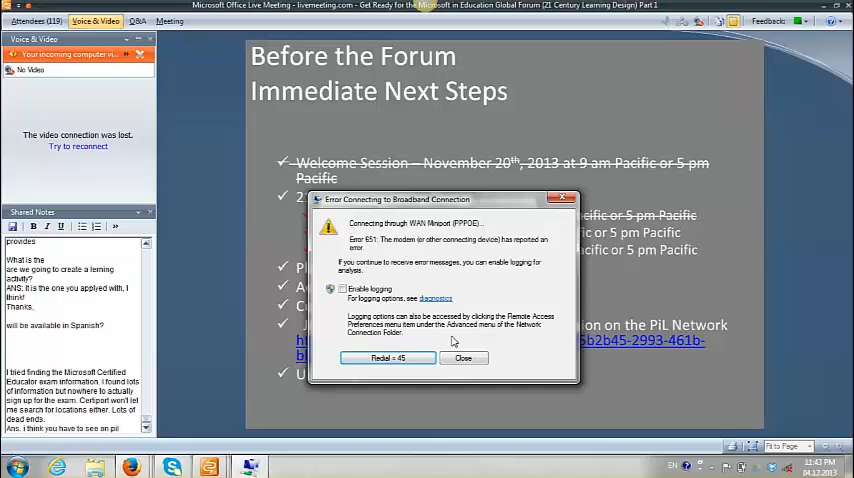 Microsoft Office Live Meeting - livemeeting.com - Get Ready for the Microsoft in Education Global Forum (21 Century Learning Design) Part 1
Attendees (119) Voice & Video Q&A Meeting
Feedback:
Voice & Video
Your incoming computer vi...
No Video
The video connection was lost.
Try to reconnect
Shared Notes
B I U
provides
What is the
are we going to create a lerning
activity?
ANS: It is the one you applyed with, I
think!
Thanks,
will be available in Spanish?
I tried finding the Microsoft Certified
Educator exam information. I found lots
of information but nowhere to actually
sign up for the exam. Certiport won't let
me search for locations either. Lots of
dead ends.
Ans. i think you have to see on pil
Before the Forum
Immediate Next Steps
Welcome Session – November 20th, 2013 at 9 am Pacific or 5 pm
Pacific
2
acific or 5 pm Pacific
ic or 5 pm Pacific
acific or 5 pm Pacific
P
A
C
J
ion on the PiL Network
h
5b2b45-2993-461b-
b
U
Error Connecting to Broadband Connection
Connecting through WAN Miniport (PPPOE)...
Error 651: The modem (or other connecting device) has reported an
error.
If you continue to receive error messages, you can enable logging for
analysis.
Enable logging
For logging options, see diagnostics
Logging options can also be accessed by clicking the Remote Access
Preferences menu item under the Advanced menu of the Network
Connection Folder.
Redial = 45
Close
Fit to Page
EN
11:43 PM
04.12.2013